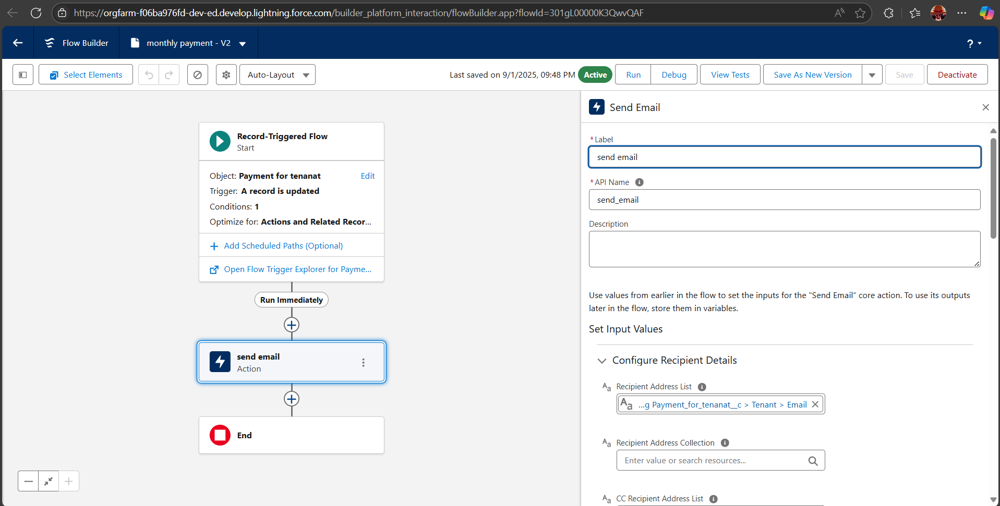 https://orgfarm-f06ba976fd-dev-ed.develop.lightning.force.com/builder_platform_interaction/flowBuilder.app?flowId=301gL00000K3QwvQAF
Flow Builder
monthly payment - V2
?
Select Elements
Auto-Layout
Last saved on 9/1/2025, 09:48 PM
Active
Run
Debug
View Tests
Save As New Version
Save
Deactivate
Record-Triggered Flow
Start
Object: Payment for tenanat
Edit
Trigger: A record is updated
Conditions: 1
Optimize for: Actions and Related Recor...
Add Scheduled Paths (Optional)
Open Flow Trigger Explorer for Payme...
Run Immediately
send email
Action
End
Send Email
*Label
send email
*API Name
send_email
Description
Use values from earlier in the flow to set the inputs for the "Send Email" core action. To use its outputs
later in the flow, store them in variables.
Set Input Values
Configure Recipient Details
Aa Recipient Address List
Aa ...g Payment_for_tenanat__c > Tenant > Email
Aa Recipient Address Collection
Enter value or search resources...
Aa CC Recipient Address List